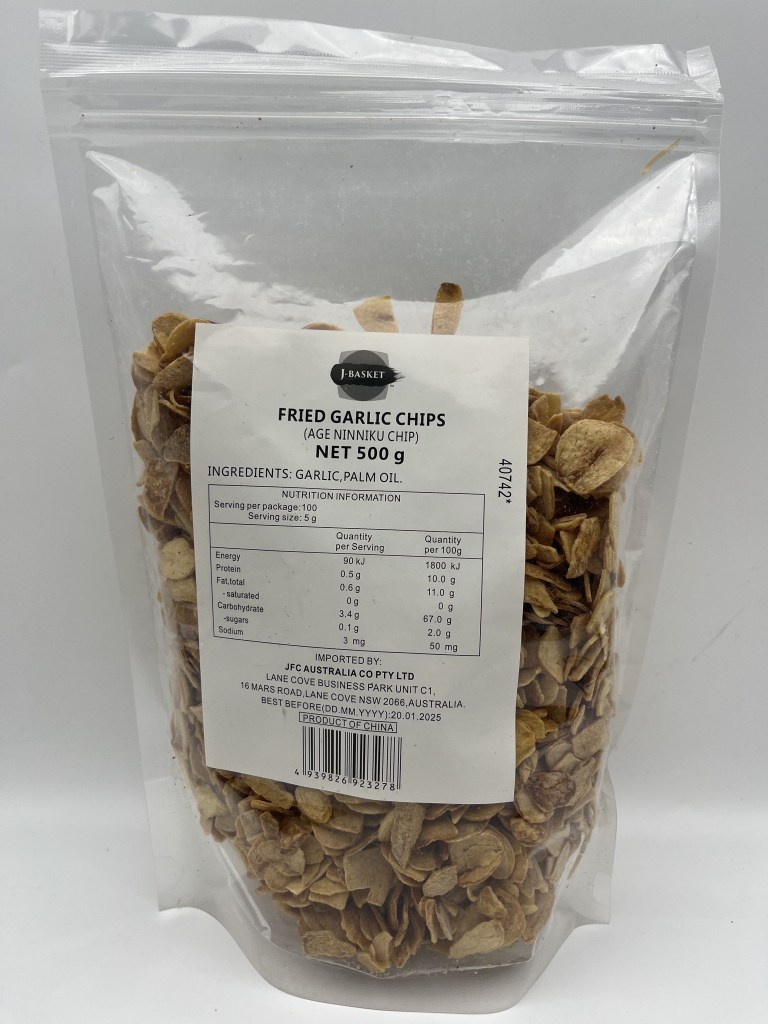 J-BASKET
FRIED GARLIC CHIPS
(AGE NINNIKU CHIP)
NET 500 g
INGREDIENTS: GARLIC,PALM OIL.
40742*
NUTRITION INFORMATION
Serving per package:100
Serving size: 5 g
Quantity per Serving Quantity per 100g
Energy 90 kJ 1800 kJ
Protein 0.5 g 10.0 g
Fat,total 0.6 g 11.0 g
- saturated 0 g 0 g
Carbohydrate 3.4 g 67.0 g
-sugars 0.1 g 2.0 g
Sodium 3 mg 50 mg
IMPORTED BY:
JFC AUSTRALIA CO PTY LTD
LANE COVE BUSINESS PARK UNIT C1,
16 MARS ROAD,LANE COVE NSW 2066,AUSTRALIA.
BEST BEFORE(DD.MM.YYYY):20.01.2025
PRODUCT OF CHINA
4 939826 923278